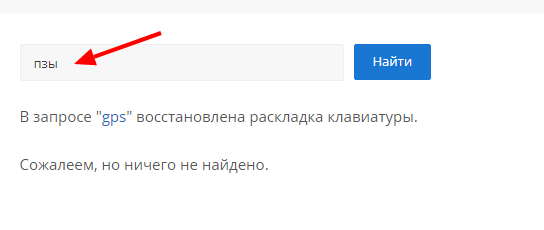 пзы
Найти
В запросе "gps" восстановлена раскладка клавиатуры.
Сожалеем, но ничего не найдено.